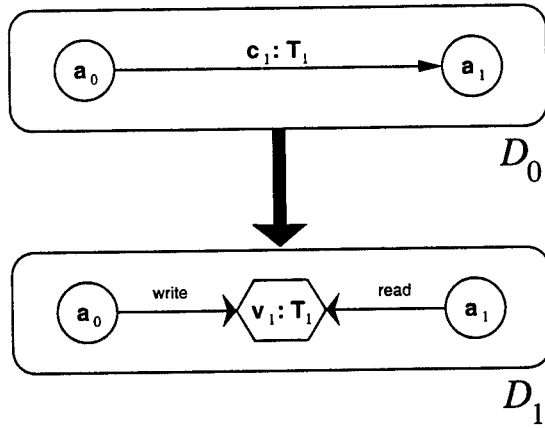 c₁: T₁
a₀ a₁
D₀
write read
a₀ v₁: T₁ a₁
D₁